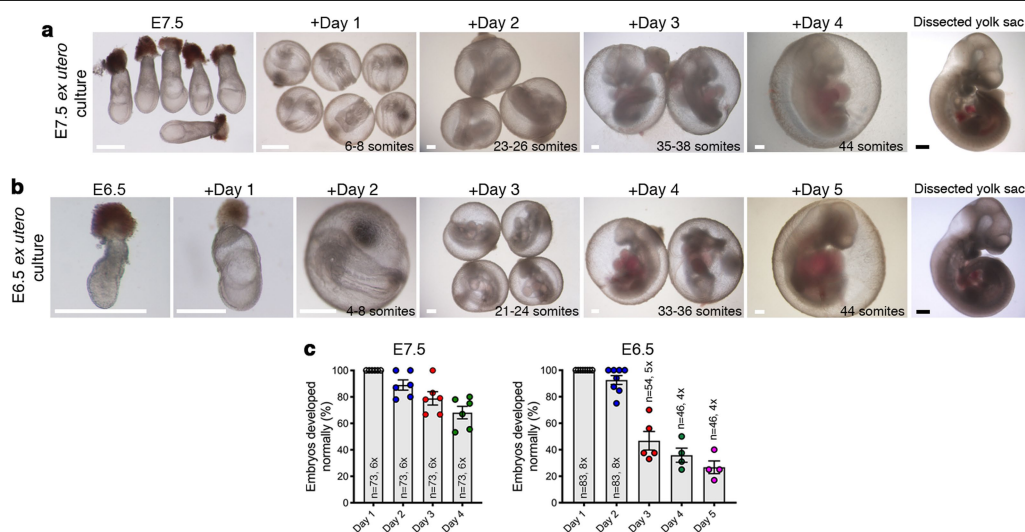 a
E7.5
+Day 1
+Day 2
+Day 3
+Day 4
Dissected yolk sac
E7.5 ex utero
culture
6-8 somites
23-26 somites
35-38 somites
44 somites
b
E6.5
+Day 1
+Day 2
+Day 3
+Day 4
+Day 5
Dissected yolk sac
E6.5 ex utero
culture
4-8 somites
21-24 somites
33-36 somites
44 somites
c
E7.5
Embryos developed
normally (%)
100
80
60
40
20
0
n=73, 6x
n=73, 6x
n=73, 6x
n=73, 6x
Day 1
Day 2
Day 3
Day 4
E6.5
Embryos developed
normally (%)
100
80
60
40
20
0
n=83, 8x
n=83, 8x
n=54, 5x
n=46, 4x
n=46, 4x
Day 1
Day 2
Day 3
Day 4
Day 5